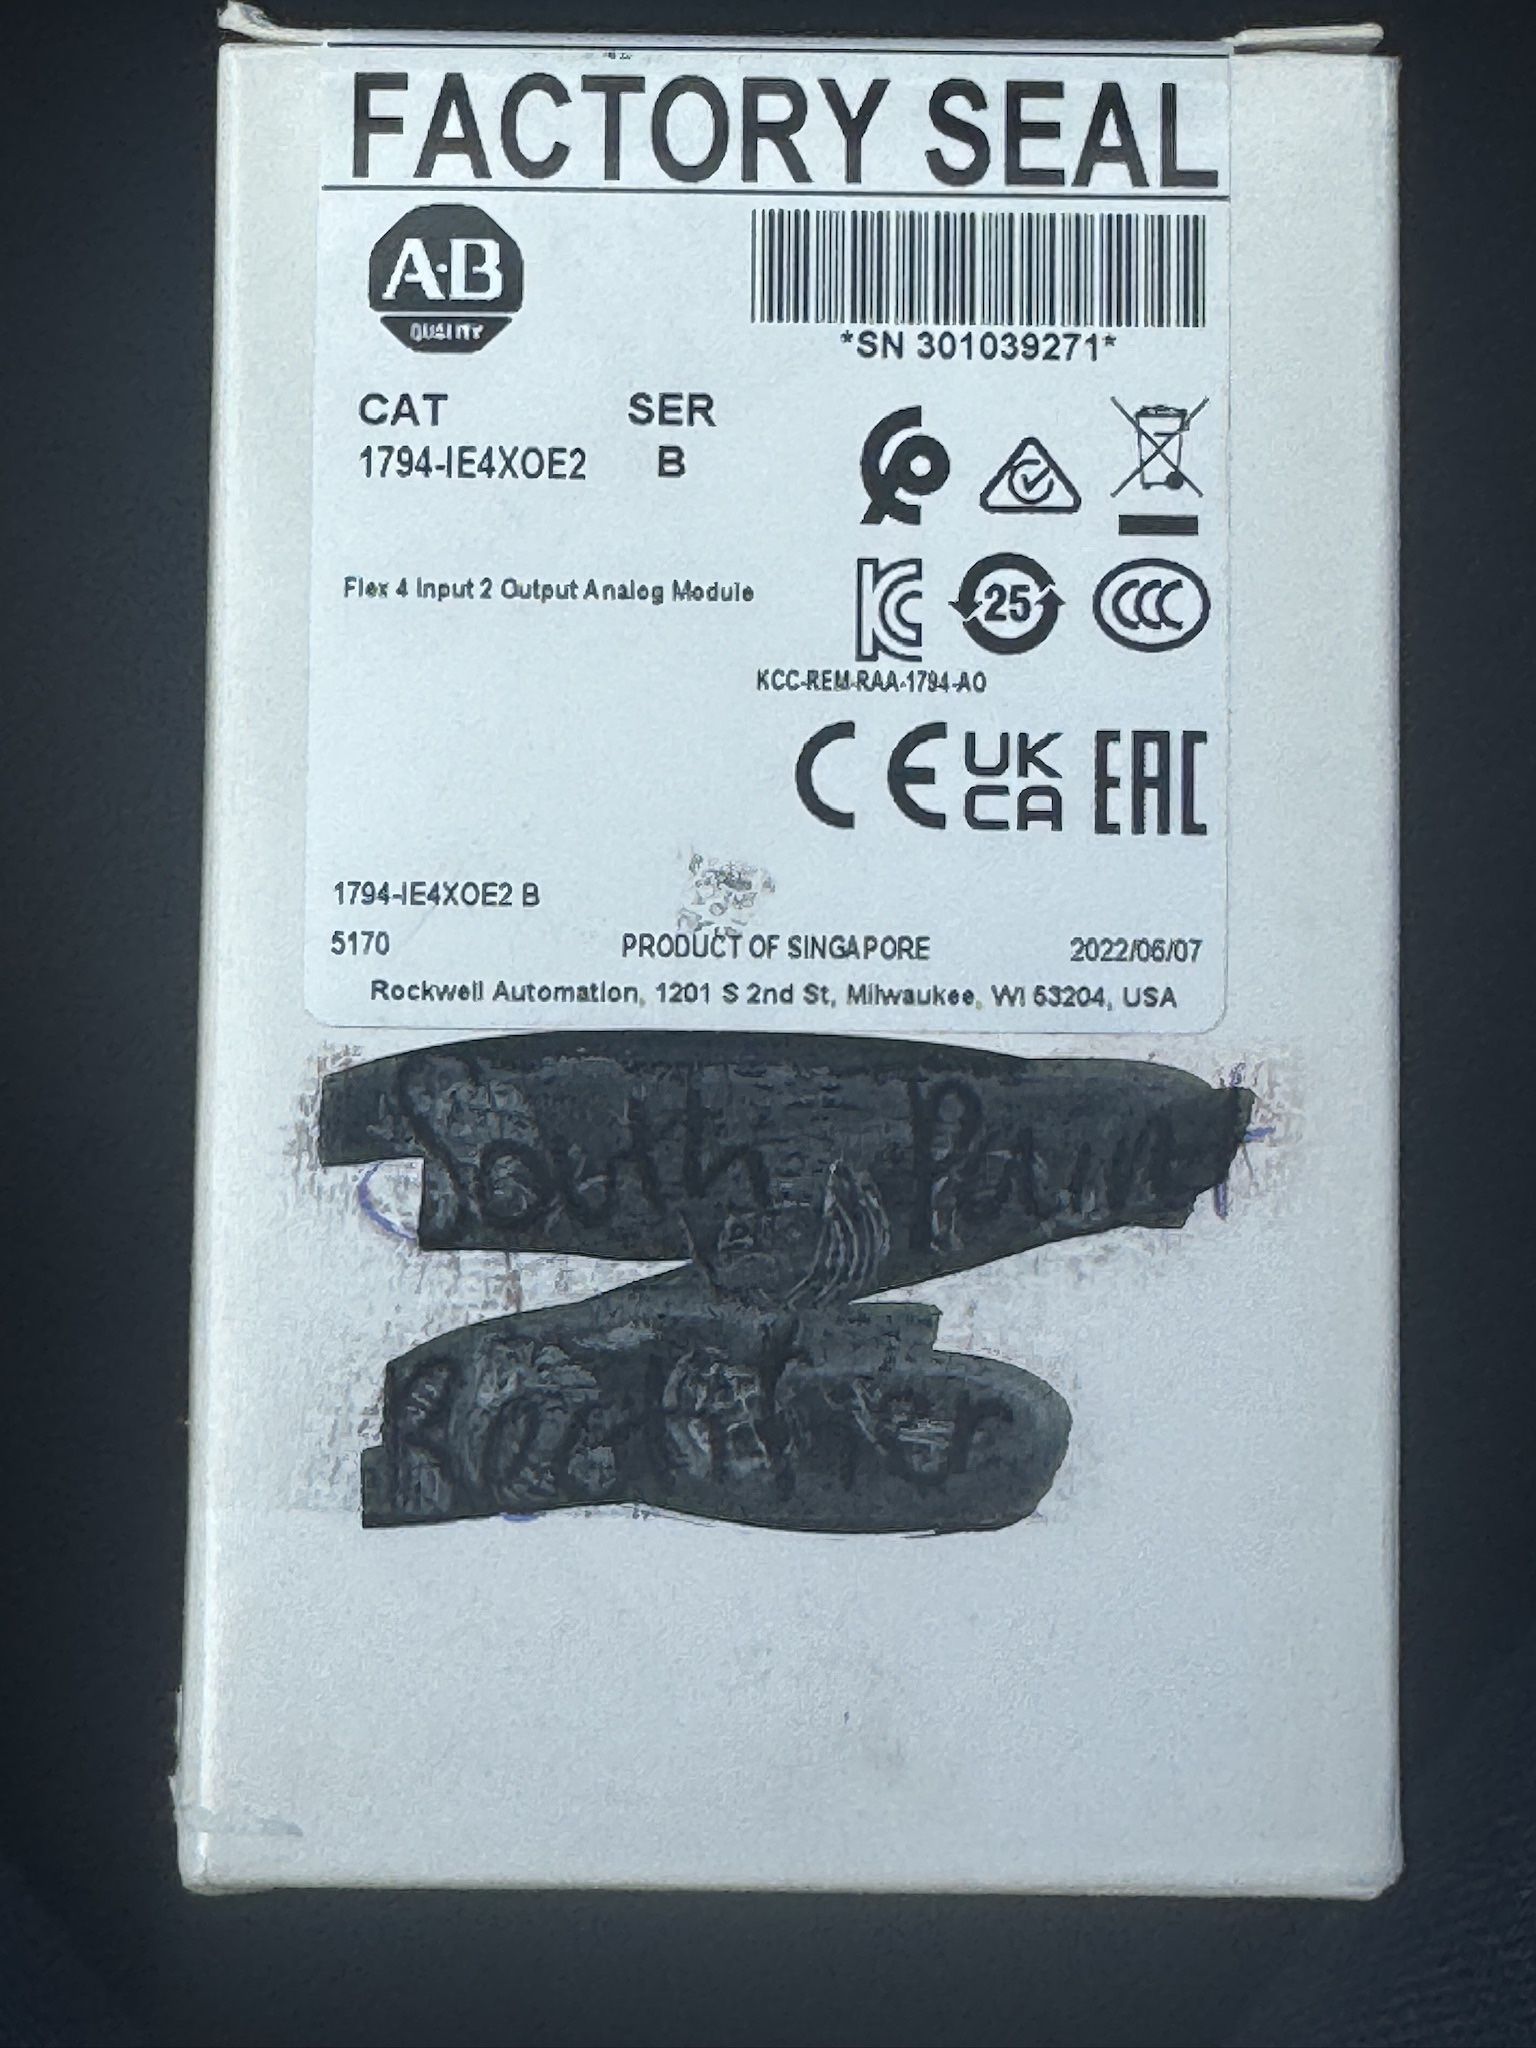 FACTORY SEAL
A·B
QUALITY
*SN 301039271*
CAT SER
1794-IE4XOE2 B
Flex 4 Input 2 Output Analog Module
25
KCC-REM-RAA-1794-AO
CE UK CA EAC
1794-IE4XOE2 B
5170 PRODUCT OF SINGAPORE 2022/06/07
Rockwell Automation, 1201 S 2nd St, Milwaukee, WI 53204, USA
South